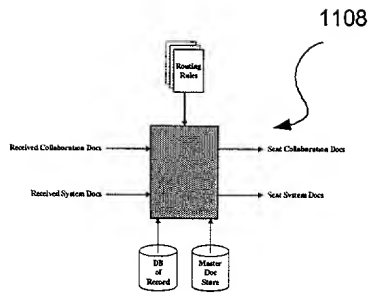 1108
Routing
Rules
Received Collaboration Docs
Sent Collaboration Docs
Received System Docs
Sent System Docs
DB
of
Record
Master
Doc
Store